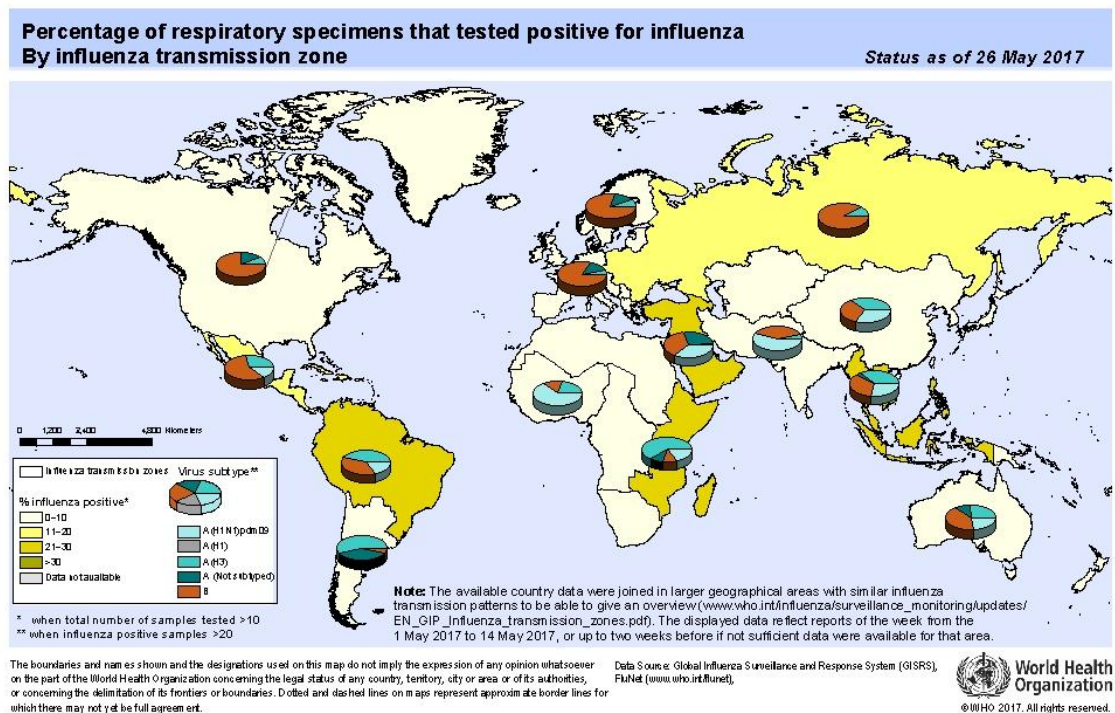 Percentage of respiratory specimens that tested positive for influenza
By influenza transmission zone
Status as of 26 May 2017
0 1,200 2,400 4,800 Kilometers
Influenza transmission zones
Virus subtype**
% influenza positive*
0-10
11-20
21-30
>30
Data not available
A(H1N1)pdm09
A(H1)
A(H3)
A (Not subtyped)
B
* when total number of samples tested >10
** when influenza positive samples >20
Note: The available country data were joined in larger geographical areas with similar influenza
transmission patterns to be able to give an overview (www.who.int/influenza/surveillance_monitoring/updates/
EN_GIP_Influenza_transmission_zones.pdf). The displayed data reflect reports of the week from the
1 May 2017 to 14 May 2017, or up to two weeks before if not sufficient data were available for that area.
The boundaries and names shown and the designations used on this map do not imply the expression of any opinion whatsoever
on the part of the World Health Organization concerning the legal status of any country, territory, city or area or of its authorities,
or concerning the delimitation of its frontiers or boundaries. Dotted and dashed lines on maps represent approximate border lines for
which there may not yet be full agreement.
Data Source: Global Influenza Surveillance and Response System (GISRS),
FluNet (www.who.int/flunet),
World Health
Organization
©WHO 2017. All rights reserved.